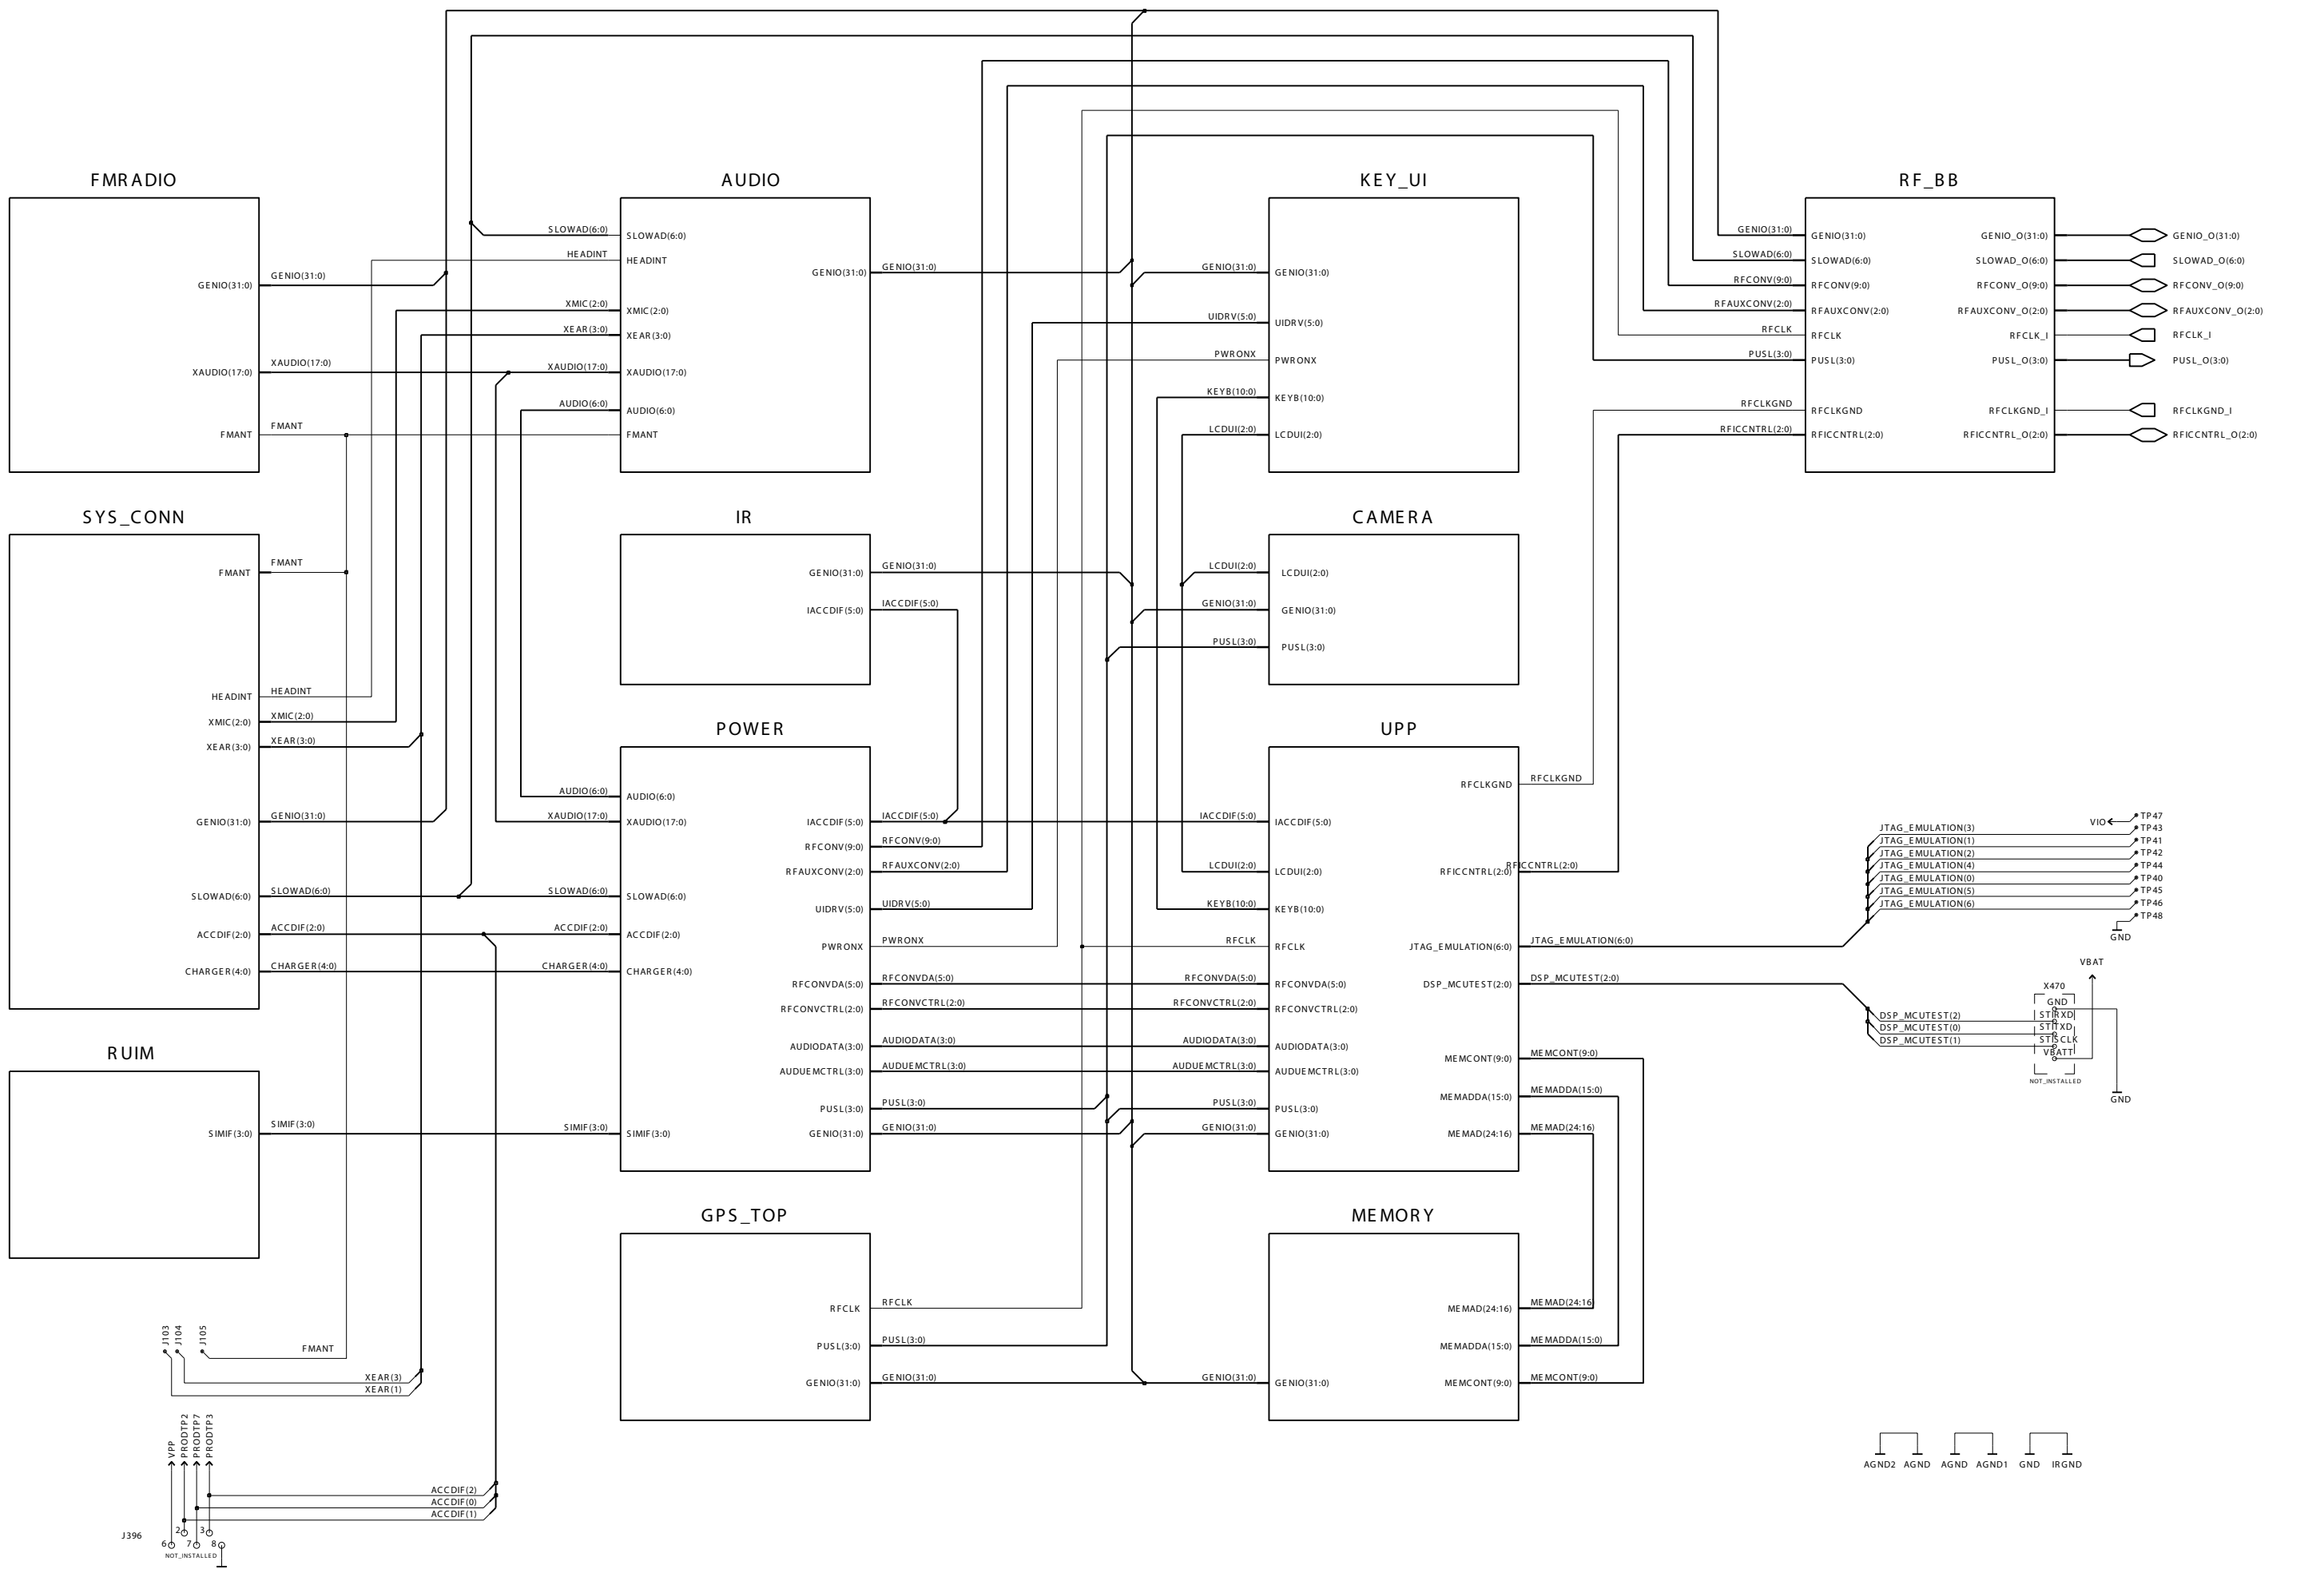 FMRADIO
GENIO(31:0)
GENIO(31:0)
XAUDIO(17:0)
XAUDIO(17:0)
FMANT
FMANT
AUDIO
SLOWAD(6:0)
SLOWAD(6:0)
HEADINT
HEADINT
GENIO(31:0)
GENIO(31:0)
XMIC(2:0)
XMIC(2:0)
XEAR(3:0)
XEAR(3:0)
XAUDIO(17:0)
XAUDIO(17:0)
AUDIO(6:0)
AUDIO(6:0)
FMANT
KEY_UI
GENIO(31:0)
GENIO(31:0)
UIDRV(5:0)
UIDRV(5:0)
PWRONX
PWRONX
KEYB(10:0)
KEYB(10:0)
LCDUI(2:0)
LCDUI(2:0)
RF_BB
GENIO(31:0)
GENIO(31:0)
GENIO_O(31:0)
GENIO_O(31:0)
SLOWAD(6:0)
SLOWAD(6:0)
SLOWAD_O(6:0)
SLOWAD_O(6:0)
RFCONV(9:0)
RFCONV(9:0)
RFCONV_O(9:0)
RFCONV_O(9:0)
RFAUXCONV(2:0)
RFAUXCONV(2:0)
RFAUXCONV_O(2:0)
RFAUXCONV_O(2:0)
RFCLK
RFCLK
RFCLK_I
RFCLK_I
PUSL(3:0)
PUSL(3:0)
PUSL_O(3:0)
PUSL_O(3:0)
RFCLKGND
RFCLKGND
RFCLKGND_I
RFCLKGND_I
RFICCNTRL(2:0)
RFICCNTRL(2:0)
RFICCNTRL_O(2:0)
RFICCNTRL_O(2:0)
SYS_CONN
FMANT
FMANT
HEADINT
HEADINT
XMIC(2:0)
XMIC(2:0)
XEAR(3:0)
XEAR(3:0)
GENIO(31:0)
GENIO(31:0)
SLOWAD(6:0)
SLOWAD(6:0)
ACCDIF(2:0)
ACCDIF(2:0)
CHARGER(4:0)
CHARGER(4:0)
IR
GENIO(31:0)
GENIO(31:0)
IACCDIF(5:0)
IACCDIF(5:0)
CAMERA
LCDUI(2:0)
LCDUI(2:0)
GENIO(31:0)
GENIO(31:0)
PUSL(3:0)
PUSL(3:0)
POWER
AUDIO(6:0)
AUDIO(6:0)
XAUDIO(17:0)
XAUDIO(17:0)
SLOWAD(6:0)
SLOWAD(6:0)
ACCDIF(2:0)
ACCDIF(2:0)
CHARGER(4:0)
CHARGER(4:0)
SIMIF(3:0)
SIMIF(3:0)
IACCDIF(5:0)
IACCDIF(5:0)
RFCONV(9:0)
RFCONV(9:0)
RFAUXCONV(2:0)
RFAUXCONV(2:0)
UIDRV(5:0)
UIDRV(5:0)
PWRONX
PWRONX
RFCONVDA(5:0)
RFCONVDA(5:0)
RFCONVCTRL(2:0)
RFCONVCTRL(2:0)
AUDIODATA(3:0)
AUDIODATA(3:0)
AUDUEMCTRL(3:0)
AUDUEMCTRL(3:0)
PUSL(3:0)
PUSL(3:0)
GENIO(31:0)
GENIO(31:0)
UPP
RFCLKGND
RFCLKGND
IACCDIF(5:0)
IACCDIF(5:0)
LCDUI(2:0)
LCDUI(2:0)
RFICCNTRL(2:0)
RFICCNTRL(2:0)
KEYB(10:0)
KEYB(10:0)
RFCLK
RFCLK
JTAG_EMULATION(6:0)
JTAG_EMULATION(6:0)
RFCONVDA(5:0)
RFCONVDA(5:0)
DSP_MCUTEST(2:0)
DSP_MCUTEST(2:0)
RFCONVCTRL(2:0)
RFCONVCTRL(2:0)
AUDIODATA(3:0)
AUDIODATA(3:0)
MEMCONT(9:0)
MEMCONT(9:0)
AUDUEMCTRL(3:0)
AUDUEMCTRL(3:0)
MEMADDA(15:0)
MEMADDA(15:0)
PUSL(3:0)
PUSL(3:0)
GENIO(31:0)
GENIO(31:0)
MEMAD(24:16)
MEMAD(24:16)
VIO
TP47
JTAG_EMULATION(3)
TP43
JTAG_EMULATION(1)
TP41
JTAG_EMULATION(2)
TP42
JTAG_EMULATION(4)
TP44
JTAG_EMULATION(0)
TP40
JTAG_EMULATION(5)
TP45
JTAG_EMULATION(6)
TP46
TP48
GND
VBAT
X470
GND
DSP_MCUTEST(2)
STIRXD
DSP_MCUTEST(0)
STITXD
DSP_MCUTEST(1)
STISCLK
VBATT
NOT_INSTALLED
GND
RUIM
SIMIF(3:0)
SIMIF(3:0)
GPS_TOP
RFCLK
RFCLK
PUSL(3:0)
PUSL(3:0)
GENIO(31:0)
GENIO(31:0)
MEMORY
GENIO(31:0)
GENIO(31:0)
MEMAD(24:16)
MEMAD(24:16)
MEMADDA(15:0)
MEMADDA(15:0)
MEMCONT(9:0)
MEMCONT(9:0)
J103
J104
J105
FMANT
XEAR(3)
XEAR(1)
VPP
PRODTP2
PRODTP7
PRODTP3
ACCDIF(2)
ACCDIF(0)
ACCDIF(1)
J396
2
3
6
7
8
NOT_INSTALLED
AGND2
AGND
AGND
AGND1
GND
IRGND